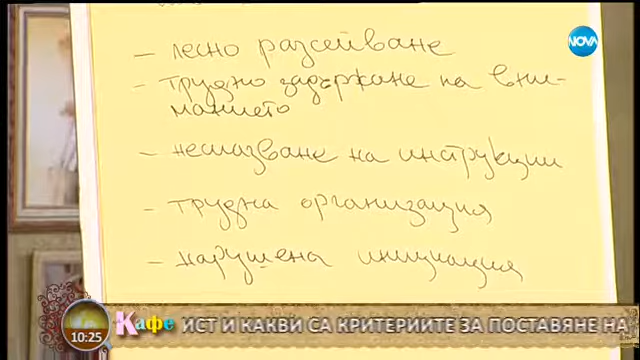 - лесно разсейване
- трудно задържане на вни-
манието
- неспазване на инструкции
- трудна организация
- нарушена инициация
NOVA
10:25
Кафе
ИСТ И КАКВИ СА КРИТЕРИИТЕ ЗА ПОСТАВЯНЕ НА